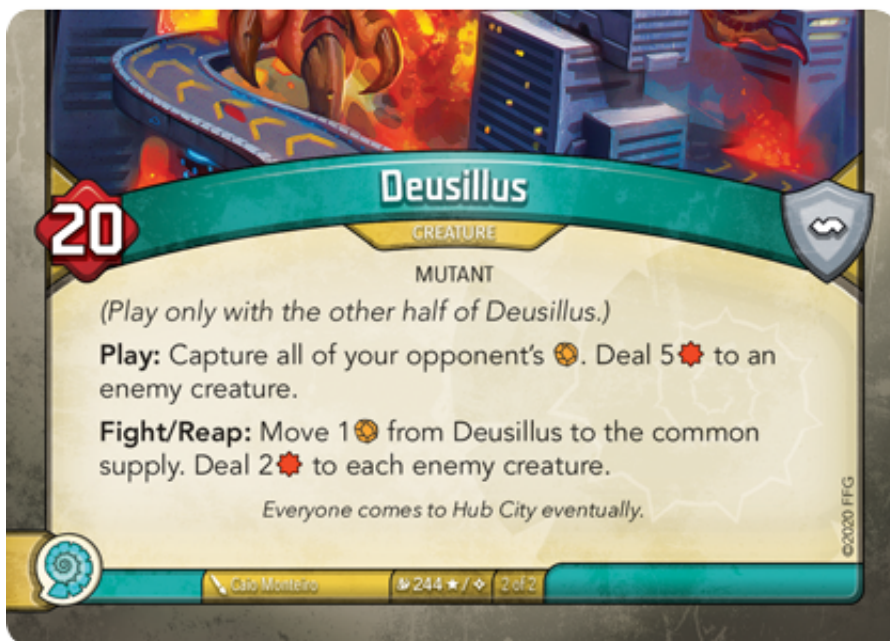 Deusillus
20
CREATURE
MUTANT
(Play only with the other half of Deusillus.)
Play: Capture all of your opponent's . Deal 5 to an
enemy creature.
Fight/Reap: Move 1 from Deusillus to the common
supply. Deal 2 to each enemy creature.
Everyone comes to Hub City eventually.
©2020 FFG
Caio Monteiro
244 ★/ 2 of 2